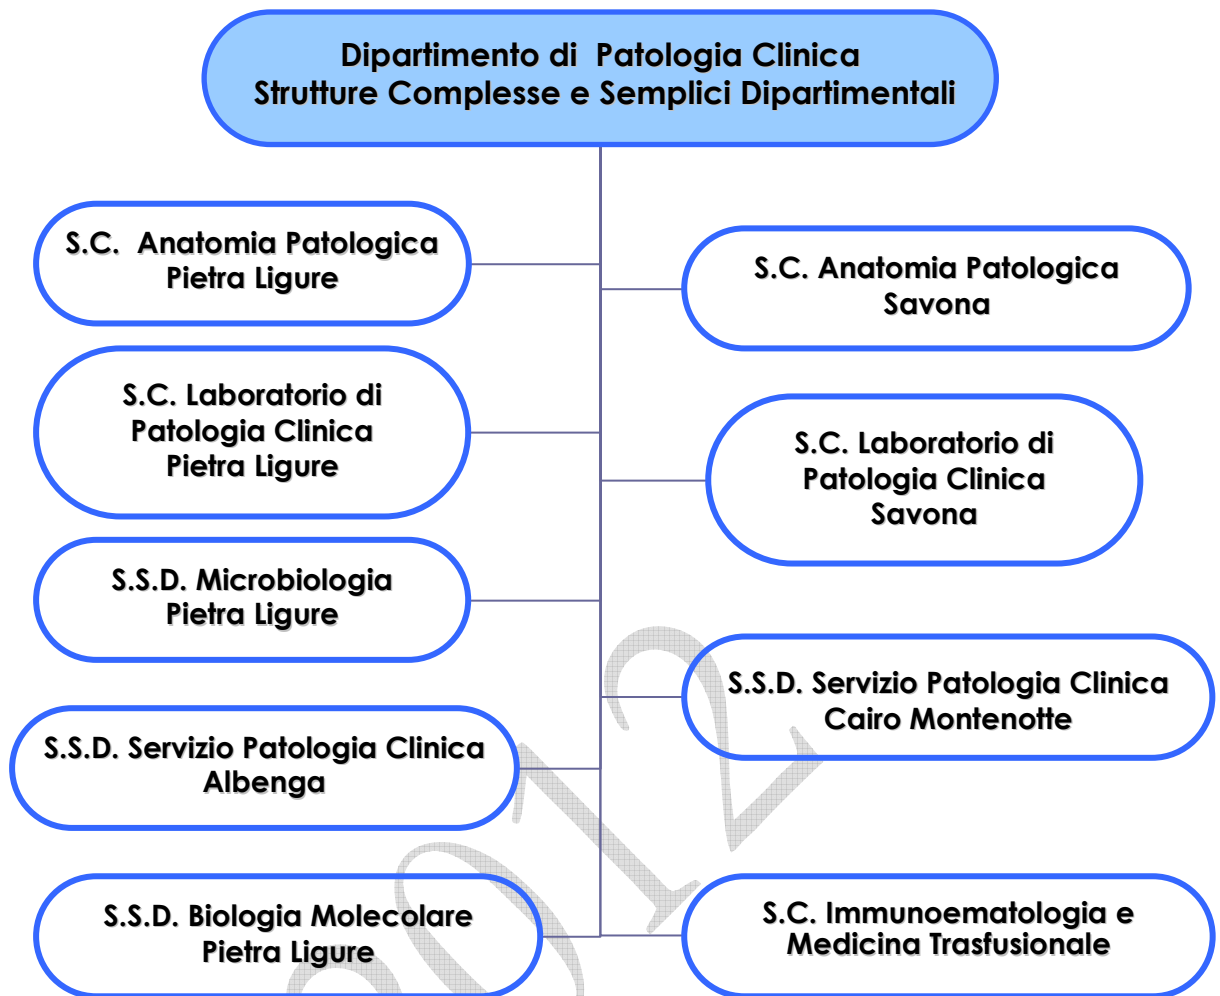 Dipartimento di Patologia Clinica
Strutture Complesse e Semplici Dipartimentali
S.C. Anatomia Patologica
Pietra Ligure
S.C. Anatomia Patologica
Savona
S.C. Laboratorio di
Patologia Clinica
Pietra Ligure
S.C. Laboratorio di
Patologia Clinica
Savona
S.S.D. Microbiologia
Pietra Ligure
S.S.D. Servizio Patologia Clinica
Cairo Montenotte
S.S.D. Servizio Patologia Clinica
Albenga
S.S.D. Biologia Molecolare
Pietra Ligure
S.C. Immunoematologia e
Medicina Trasfusionale
2012